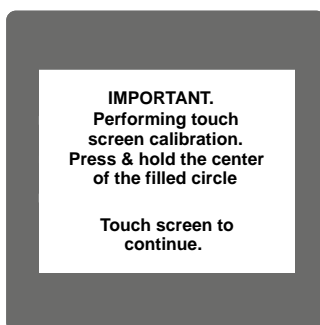 IMPORTANT.
Performing touch
screen calibration.
Press & hold the center
of the filled circle
Touch screen to
continue.